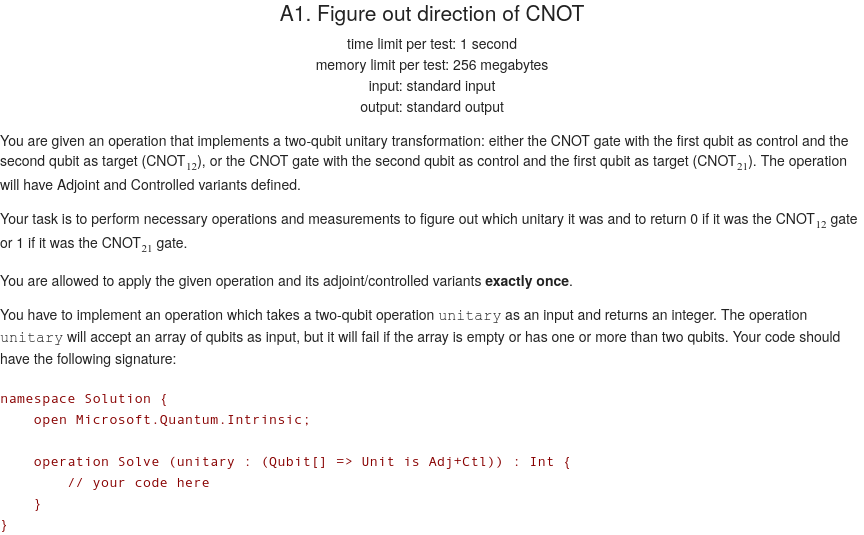 A1. Figure out direction of CNOT
time limit per test: 1 second
memory limit per test: 256 megabytes
input: standard input
output: standard output
You are given an operation that implements a two-qubit unitary transformation: either the CNOT gate with the first qubit as control and the
second qubit as target (CNOT12), or the CNOT gate with the second qubit as control and the first qubit as target (CNOT21). The operation
will have Adjoint and Controlled variants defined.
Your task is to perform necessary operations and measurements to figure out which unitary it was and to return 0 if it was the CNOT12 gate
or 1 if it was the CNOT21 gate.
You are allowed to apply the given operation and its adjoint/controlled variants exactly once.
You have to implement an operation which takes a two-qubit operation unitary as an input and returns an integer. The operation
unitary will accept an array of qubits as input, but it will fail if the array is empty or has one or more than two qubits. Your code should
have the following signature:
namespace Solution {
    open Microsoft.Quantum.Intrinsic;
    operation Solve (unitary : (Qubit[] => Unit is Adj+Ctl)) : Int {
        // your code here
    }
}